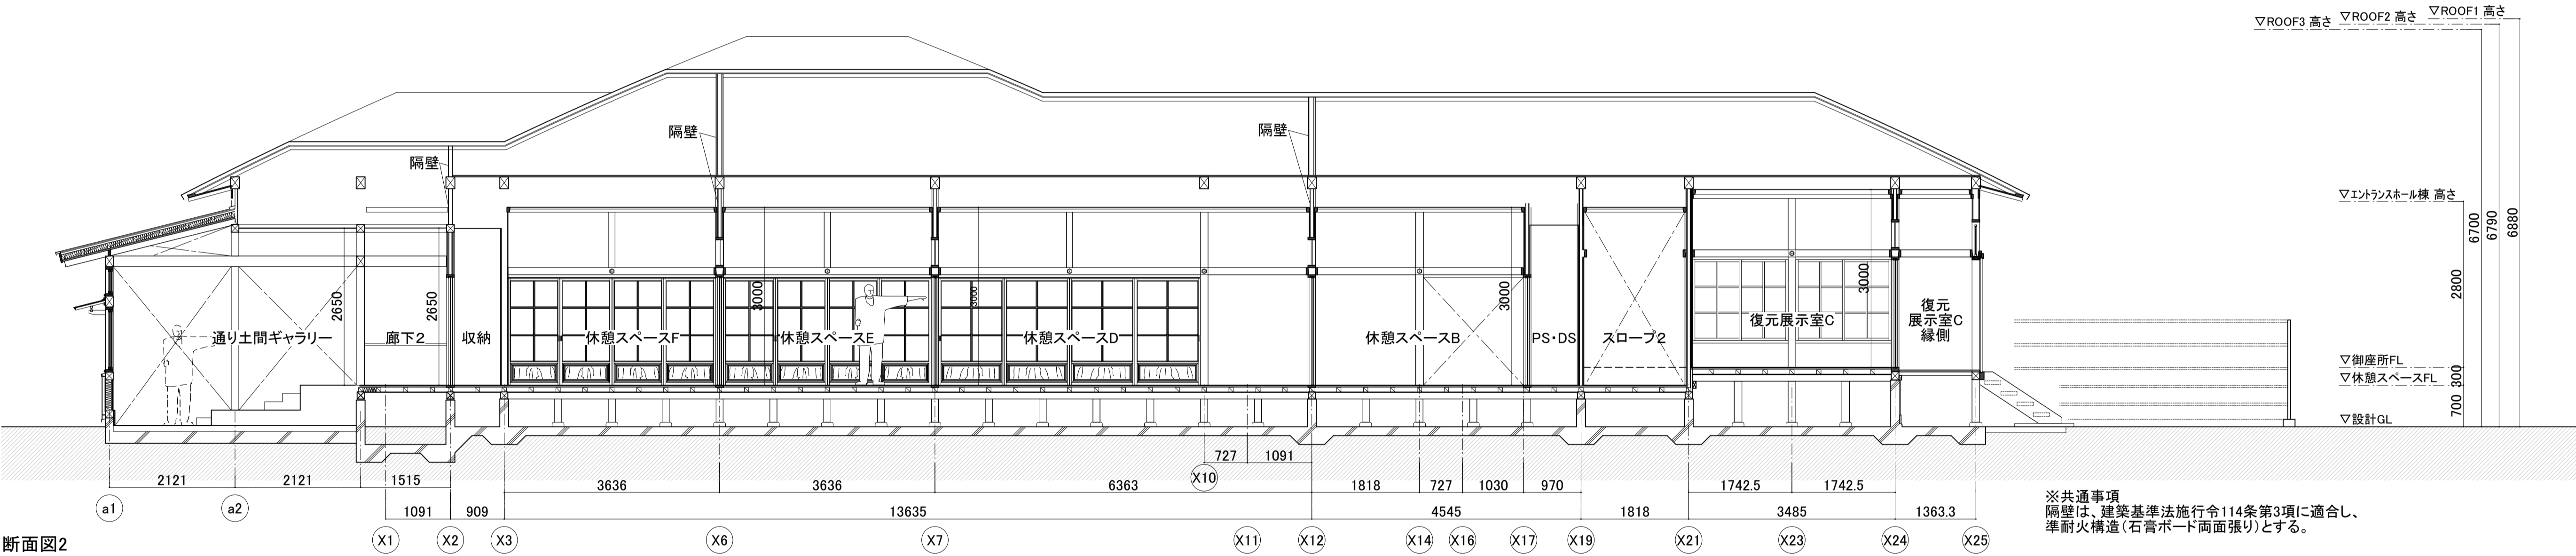 ▽ROOF3 高さ
▽ROOF2 高さ
▽ROOF1 高さ
隔壁
隔壁
隔壁
▽エントランスホール棟 高さ
6700
6790
6880
2800
▽御座所FL
300
▽休憩スペースFL
700
▽設計GL
2650
2650
3000
3000
3000
3000
通り土間ギャラリー
廊下2
収納
休憩スペースF
休憩スペースE
休憩スペースD
休憩スペースB
PS・DS
スロープ2
復元展示室C
復元
展示室C
縁側
727
1091
X10
2121
2121
1515
3636
3636
6363
1818
727
1030
970
1742.5
1742.5
1091
909
13635
4545
1818
3485
1363.3
a1
a2
X1
X2
X3
X6
X7
X11
X12
X14
X16
X17
X19
X21
X23
X24
X25
※共通事項
隔壁は、建築基準法施行令114条第3項に適合し、
準耐火構造（石膏ボード両面張り）とする。
断面図2